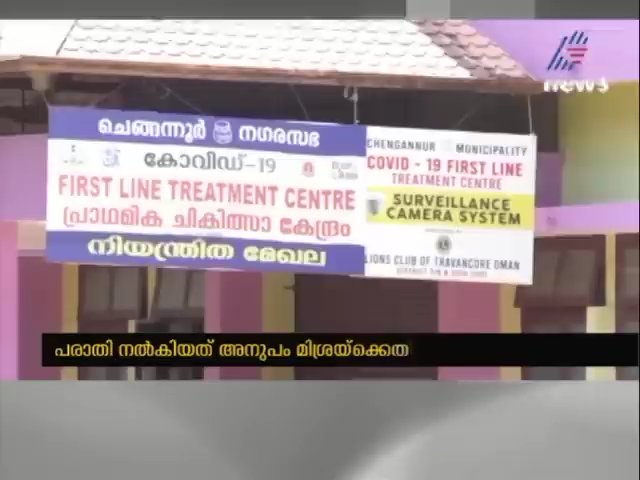 news
ചെങ്ങന്നൂർ നഗരസഭ
കോവിഡ്-19
FIRST LINE TREATMENT CENTRE
പ്രാഥമിക ചികിത്സാ കേന്ദ്രം
നിയന്ത്രിത മേഖല
CHENGANNUR MUNICIPALITY
COVID - 19 FIRST LINE
TREATMENT CENTRE
SURVEILLANCE
CAMERA SYSTEM
LIONS CLUB OF THAVANCORE OMAN
പരാതി നൽകിയത് അനുപം മിശ്രയ്ക്കെത